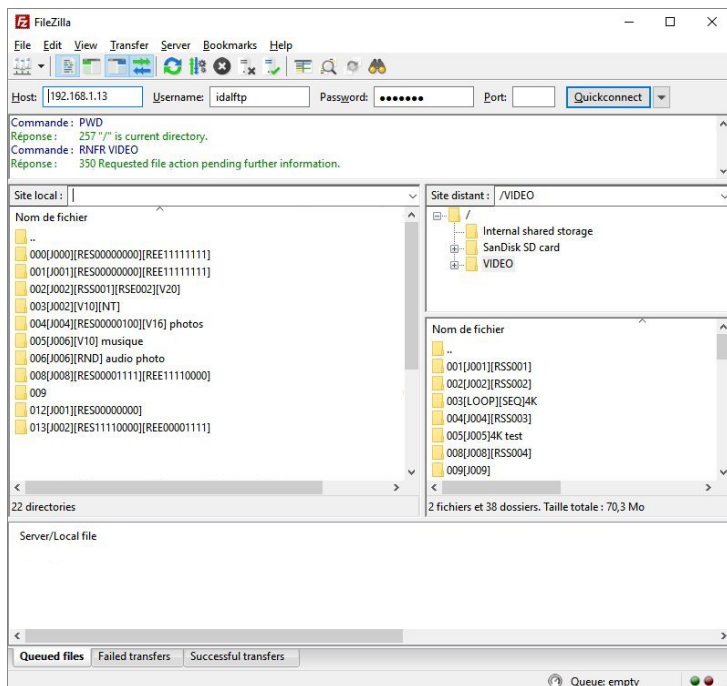 FileZilla
File Edit View Transfer Server Bookmarks Help
Host: 192.168.1.13 Username: idalftp Password: ●●●●●●● Port: Quickconnect
Commande : PWD
Réponse : 257 "/" is current directory.
Commande : RNFR VIDEO
Réponse : 350 Requested file action pending further information.
Site local :
Nom de fichier
..
000[J000][RES00000000][REE11111111]
001[J001][RES00000000][REE11111111]
002[J002][RSS001][RSE002][V20]
003[J002][V10][NT]
004[J004][RES00000100][V16] photos
005[J006][V10] musique
006[J006][RND] audio photo
008[J008][RES00001111][REE11110000]
009
012[J001][RES00000000]
013[J002][RES11110000][REE00001111]
22 directories
Site distant : /VIDEO
/
Internal shared storage
SanDisk SD card
VIDEO
Nom de fichier
..
001[J001][RSS001]
002[J002][RSS002]
003[LOOP][SEQ]4K
004[J004][RSS003]
005[J005]4K test
008[J008][RSS004]
009[J009]
2 fichiers et 38 dossiers. Taille totale : 70,3 Mo
Server/Local file
Queued files Failed transfers Successful transfers
Queue: empty